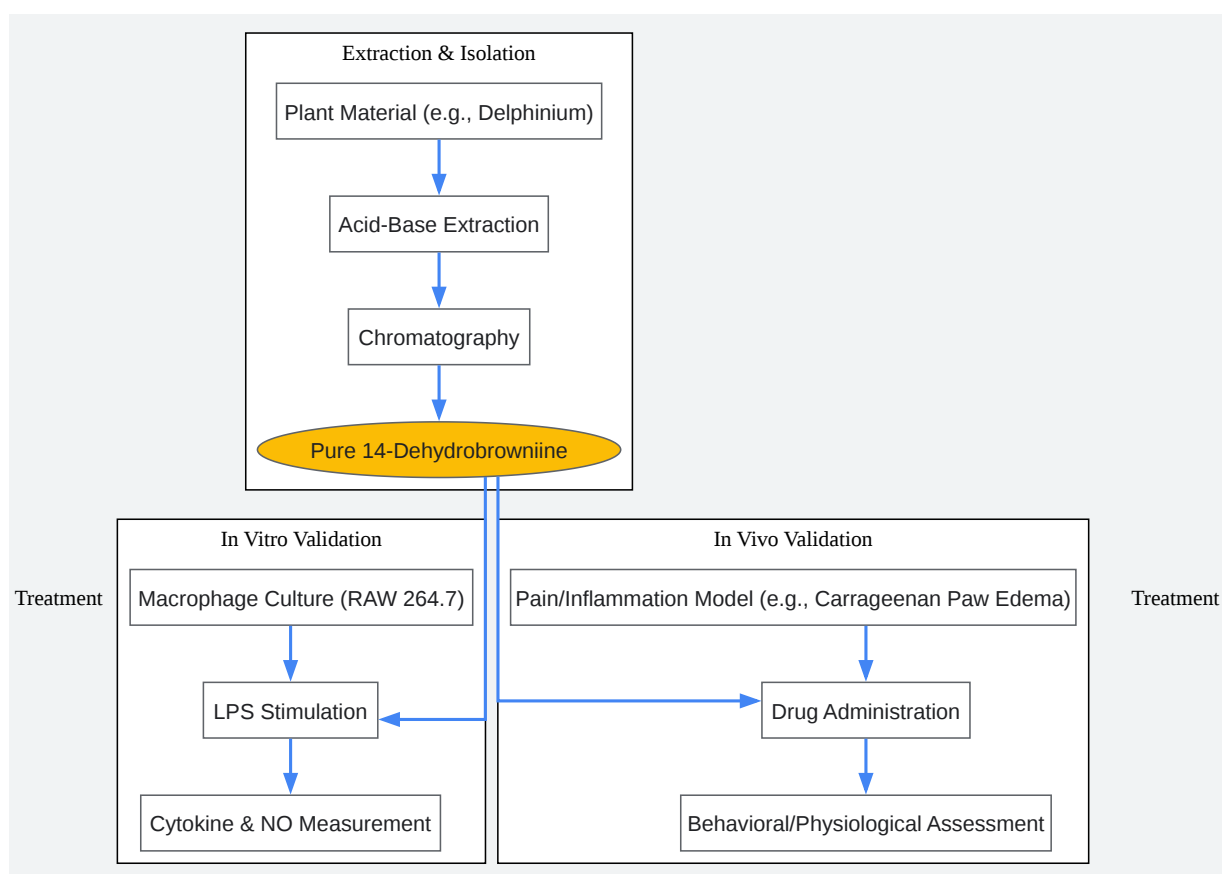 Extraction & Isolation
Plant Material (e.g., Delphinium)
Acid-Base Extraction
Chromatography
Pure 14-Dehydrobrowniine
In Vitro Validation
In Vivo Validation
Treatment
Macrophage Culture (RAW 264.7)
Pain/Inflammation Model (e.g., Carrageenan Paw Edema)
Treatment
LPS Stimulation
Drug Administration
Cytokine & NO Measurement
Behavioral/Physiological Assessment